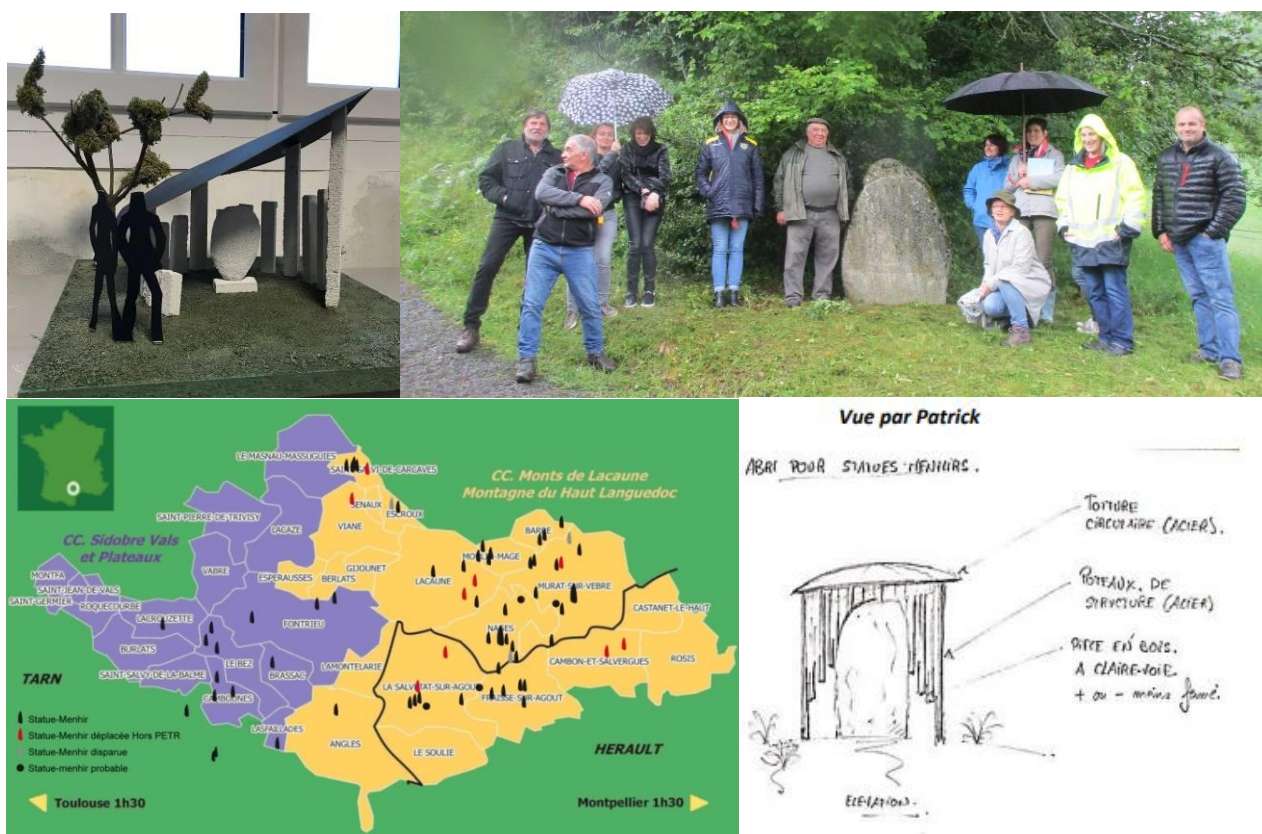 LE MASNAU-MASSUGUIES
CC. Monts de Lacaune
Montagne du Haut Languedoc
SENAUX
ESCROUX
VIANE
SAINT-PIERRE-DE-TRIVISY
LACAZE
CC. Sidobre Vals
et Plateaux
VABRE
GIJOUNET
ESPERAUSSES
BERLATS
LACAUNE
BARRE
MURAT-SUR-VEBRE
MONTFA
SAINT-JEAN-DE-VALS
SAINT-GERMIER
ROQUECOURBE
LACROUZETTE
FONTRIEU
NAGES
CASTANET-LE-HAUT
BURLATS
LE BEZ
SAINT-SALVY-DE-LA-BALME
BRASSAC
LAMONTELARIE
CAMBON-ET-SALVERGUES
ROSIS
TARN
CAMBOUNES
LA SALVETAT-SUR-AGOUT
FRAISSE-SUR-AGOUT
LASFAILLADES
ANGLES
LE SOULIE
HERAULT
Statue-Menhir
Statue-Menhir déplacée Hors PETR
Statue-Menhir disparue
Statue-menhir probable
Toulouse 1h30
Montpellier 1h30
Vue par Patrick
ABRI POUR STATUES-MENHIRS.
TOITURE
CIRCULAIRE (ACIER).
POTEAUX DE
STRUCTURE (ACIER)
PIECE EN BOIS.
A CLAIRE-VOIE.
+ ou - moins fermé.
ELEVATION.